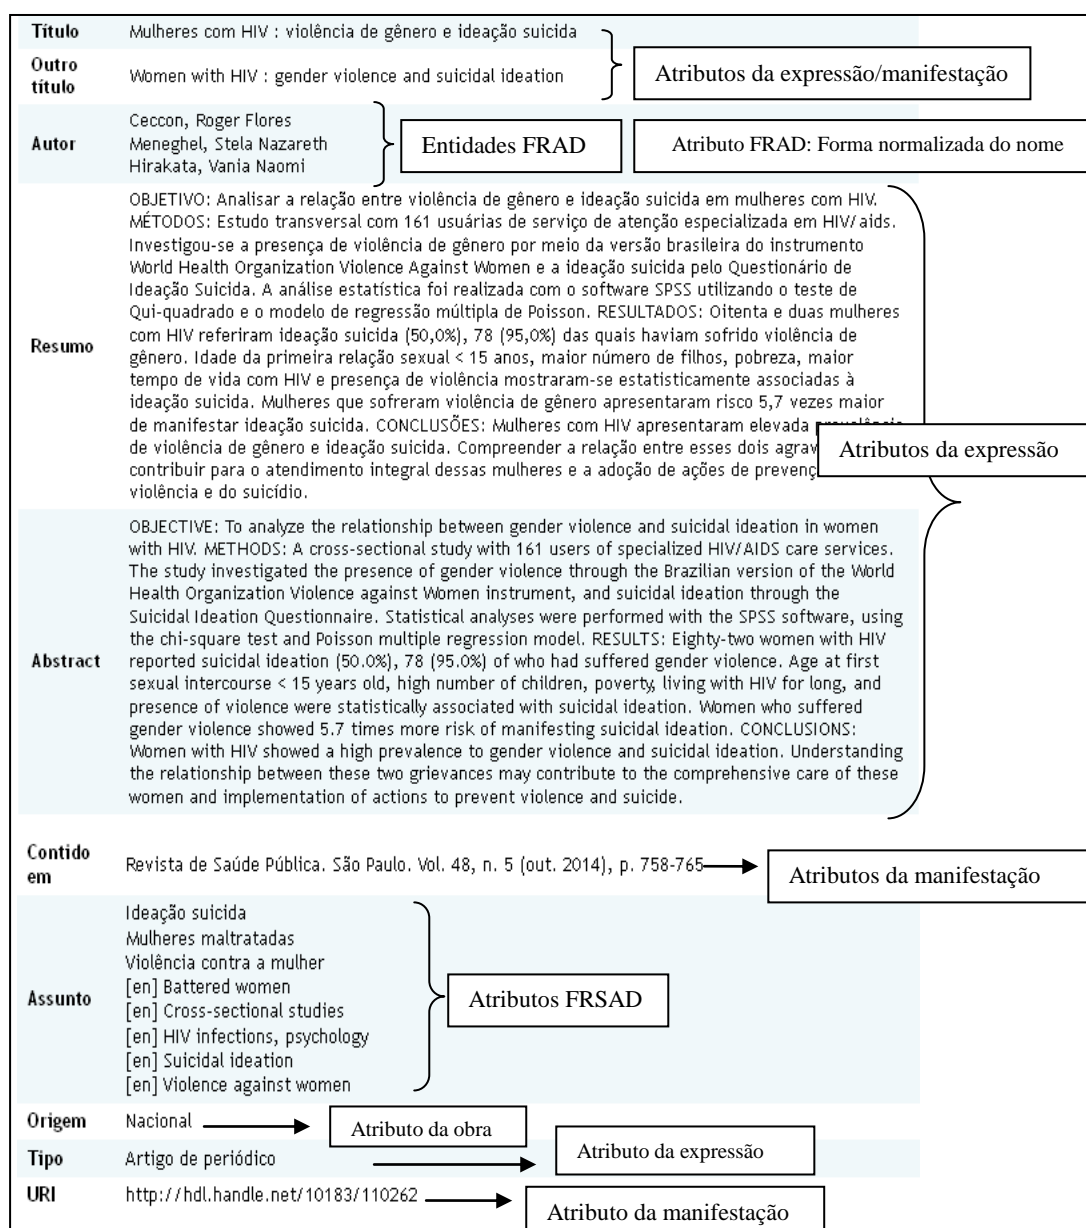 Título Mulheres com HIV : violência de gênero e ideação suicida
Outro título Women with HIV : gender violence and suicidal ideation
Atributos da expressão/manifestação
Autor
Ceccon, Roger Flores
Meneghel, Stela Nazareth
Hirakata, Vania Naomi
Entidades FRAD
Atributo FRAD: Forma normalizada do nome
Resumo
OBJETIVO: Analisar a relação entre violência de gênero e ideação suicida em mulheres com HIV.
MÉTODOS: Estudo transversal com 161 usuárias de serviço de atenção especializada em HIV/aids.
Investigou-se a presença de violência de gênero por meio da versão brasileira do instrumento
World Health Organization Violence Against Women e a ideação suicida pelo Questionário de
Ideação Suicida. A análise estatística foi realizada com o software SPSS utilizando o teste de
Qui-quadrado e o modelo de regressão múltipla de Poisson. RESULTADOS: Oitenta e duas mulheres
com HIV referiram ideação suicida (50,0%), 78 (95,0%) das quais haviam sofrido violência de
gênero. Idade da primeira relação sexual < 15 anos, maior número de filhos, pobreza, maior
tempo de vida com HIV e presença de violência mostraram-se estatisticamente associadas à
ideação suicida. Mulheres que sofreram violência de gênero apresentaram risco 5,7 vezes maior
de manifestar ideação suicida. CONCLUSÕES: Mulheres com HIV apresentaram elevada
de violência de gênero e ideação suicida. Compreender a relação entre esses dois agrav
contribuir para o atendimento integral dessas mulheres e a adoção de ações de prevenç
violência e do suicídio.
Atributos da expressão
Abstract
OBJECTIVE: To analyze the relationship between gender violence and suicidal ideation in women
with HIV. METHODS: A cross-sectional study with 161 users of specialized HIV/AIDS care services.
The study investigated the presence of gender violence through the Brazilian version of the World
Health Organization Violence against Women instrument, and suicidal ideation through the
Suicidal Ideation Questionnaire. Statistical analyses were performed with the SPSS software, using
the chi-square test and Poisson multiple regression model. RESULTS: Eighty-two women with HIV
reported suicidal ideation (50.0%), 78 (95.0%) of who had suffered gender violence. Age at first
sexual intercourse < 15 years old, high number of children, poverty, living with HIV for long, and
presence of violence were statistically associated with suicidal ideation. Women who suffered
gender violence showed 5.7 times more risk of manifesting suicidal ideation. CONCLUSIONS:
Women with HIV showed a high prevalence to gender violence and suicidal ideation. Understanding
the relationship between these two grievances may contribute to the comprehensive care of these
women and implementation of actions to prevent violence and suicide.
Contido em Revista de Saúde Pública. São Paulo. Vol. 48, n. 5 (out. 2014), p. 758-765
Atributos da manifestação
Assunto
Ideação suicida
Mulheres maltratadas
Violência contra a mulher
[en] Battered women
[en] Cross-sectional studies
[en] HIV infections, psychology
[en] Suicidal ideation
[en] Violence against women
Atributos FRSAD
Origem Nacional
Atributo da obra
Tipo Artigo de periódico
Atributo da expressão
URI http://hdl.handle.net/10183/110262
Atributo da manifestação